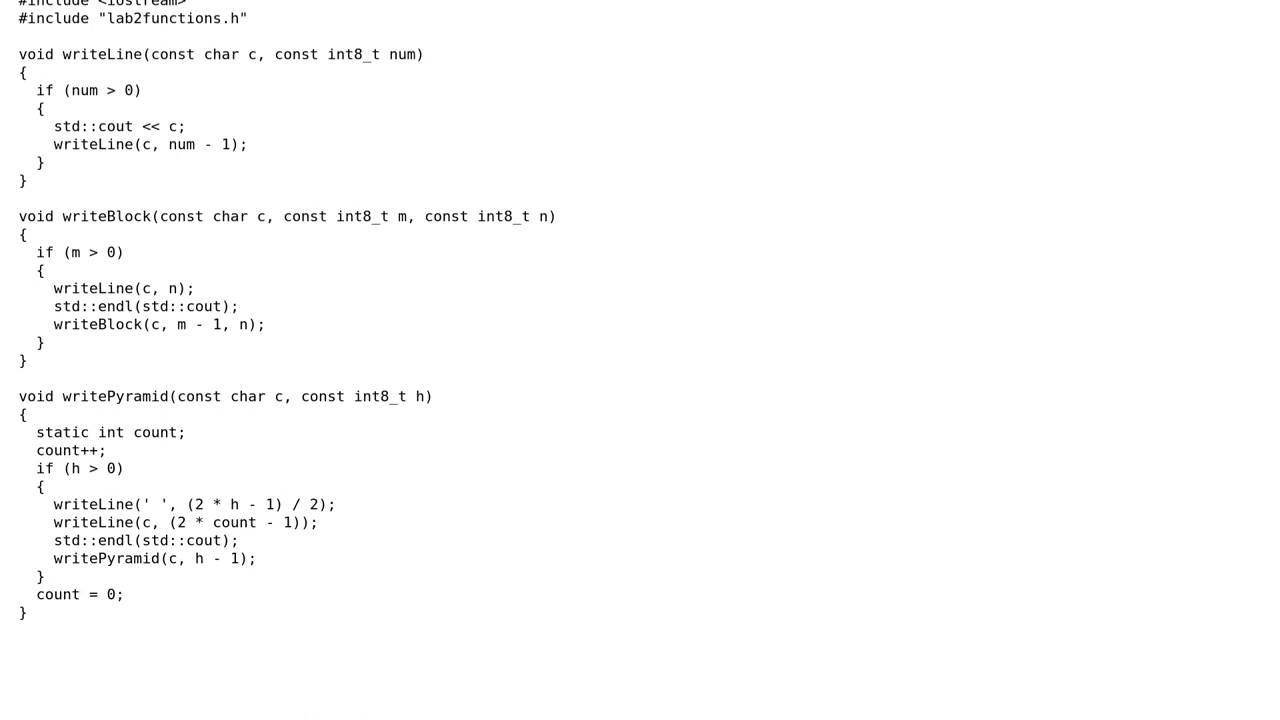 #include <iostream>
#include "lab2functions.h"

void writeLine(const char c, const int8_t num)
{
  if (num > 0)
  {
    std::cout << c;
    writeLine(c, num - 1);
  }
}

void writeBlock(const char c, const int8_t m, const int8_t n)
{
  if (m > 0)
  {
    writeLine(c, n);
    std::endl(std::cout);
    writeBlock(c, m - 1, n);
  }
}

void writePyramid(const char c, const int8_t h)
{
  static int count;
  count++;
  if (h > 0)
  {
    writeLine(' ', (2 * h - 1) / 2);
    writeLine(c, (2 * count - 1));
    std::endl(std::cout);
    writePyramid(c, h - 1);
  }
  count = 0;
}